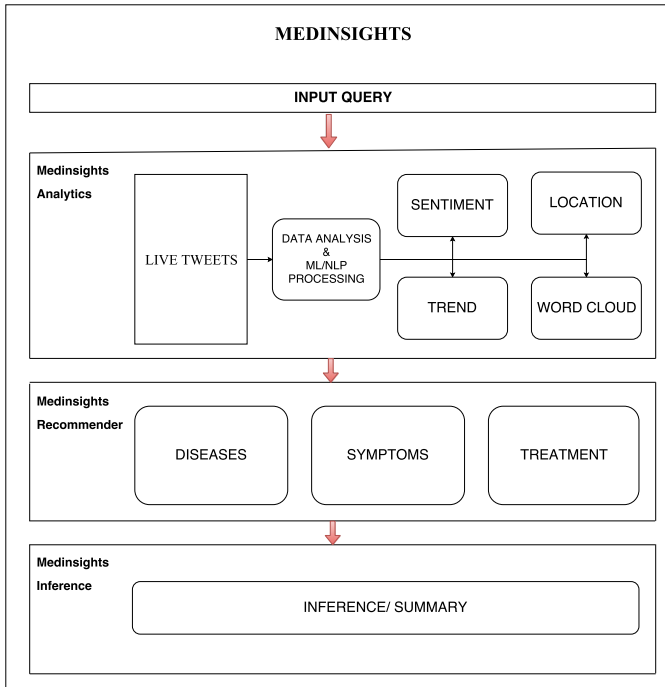 MEDINSIGHTS
INPUT QUERY
Medinsights
Analytics
LIVE TWEETS
DATA ANALYSIS
&
ML/NLP
PROCESSING
SENTIMENT
LOCATION
TREND
WORD CLOUD
Medinsights
Recommender
DISEASES
SYMPTOMS
TREATMENT
Medinsights
Inference
INFERENCE/ SUMMARY